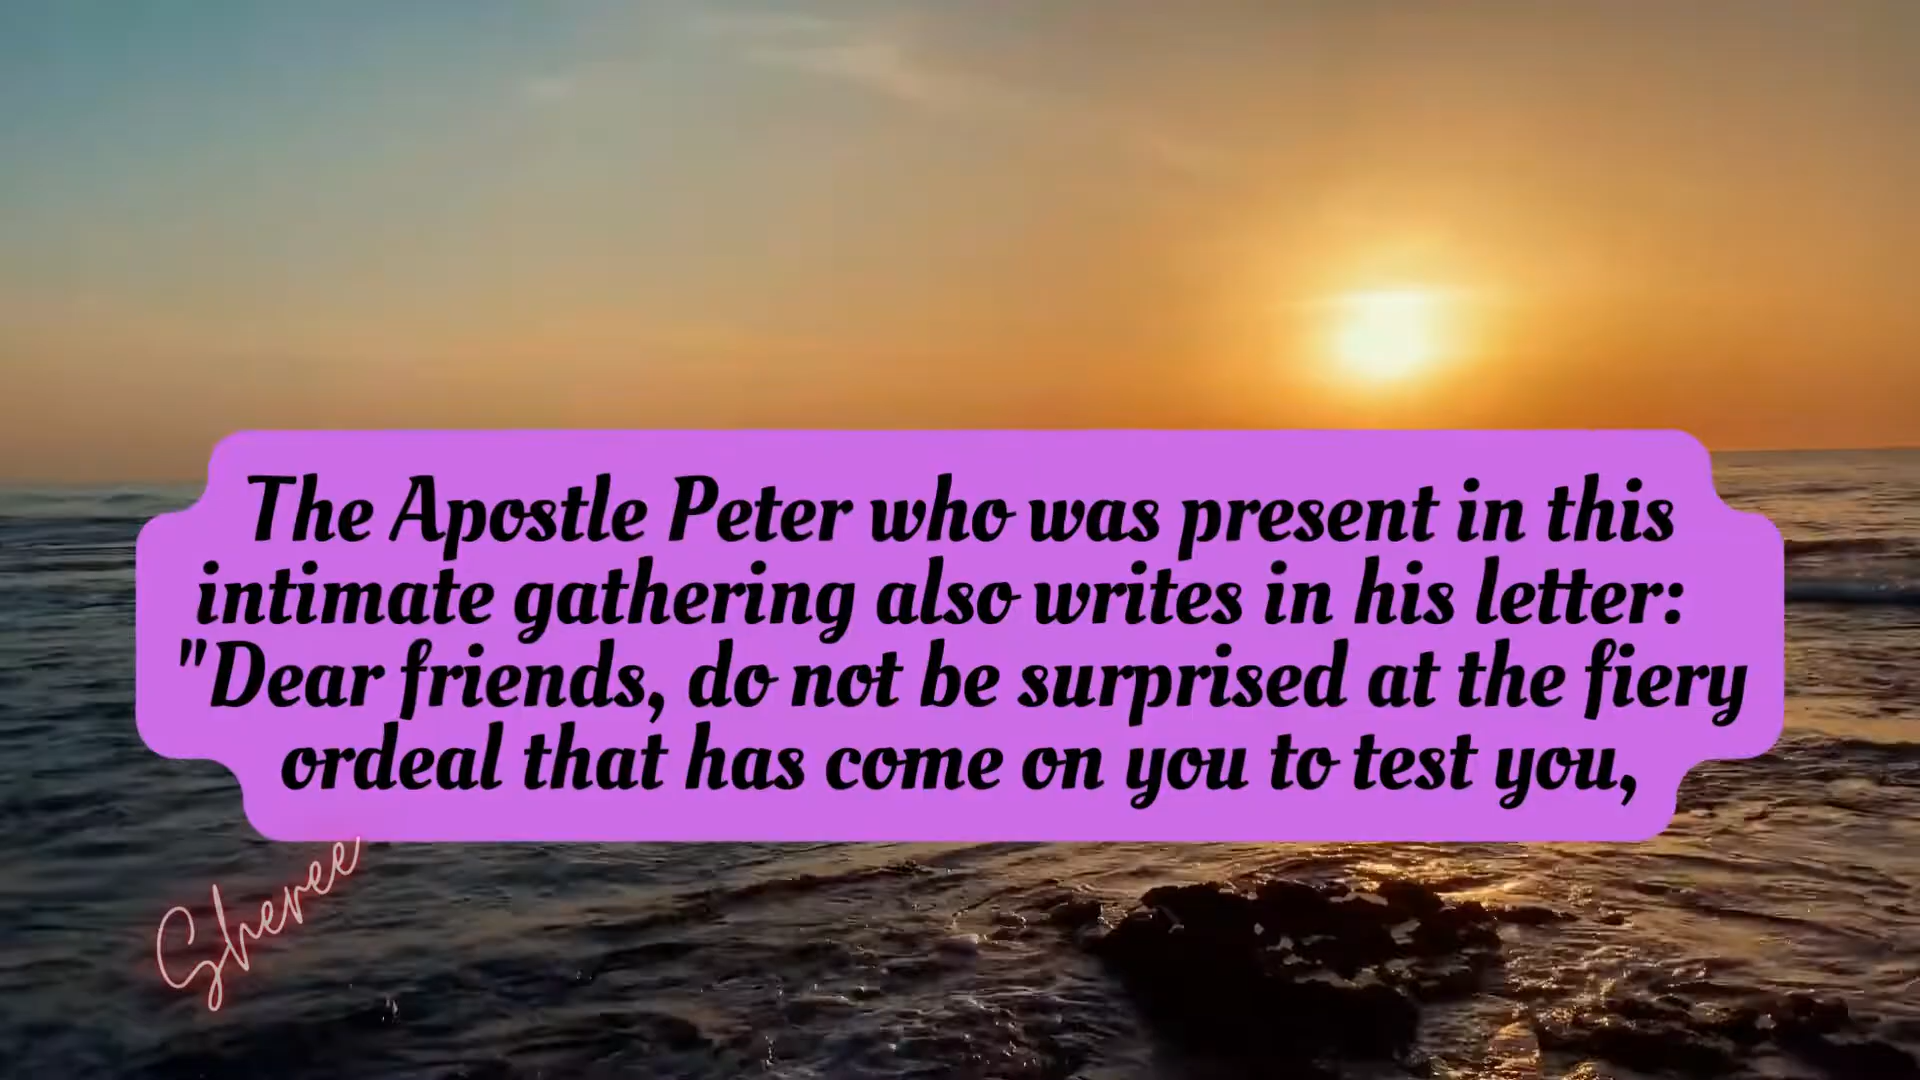 The Apostle Peter who was present in this
intimate gathering also writes in his letter:
"Dear friends, do not be surprised at the fiery
ordeal that has come on you to test you,
Sheree